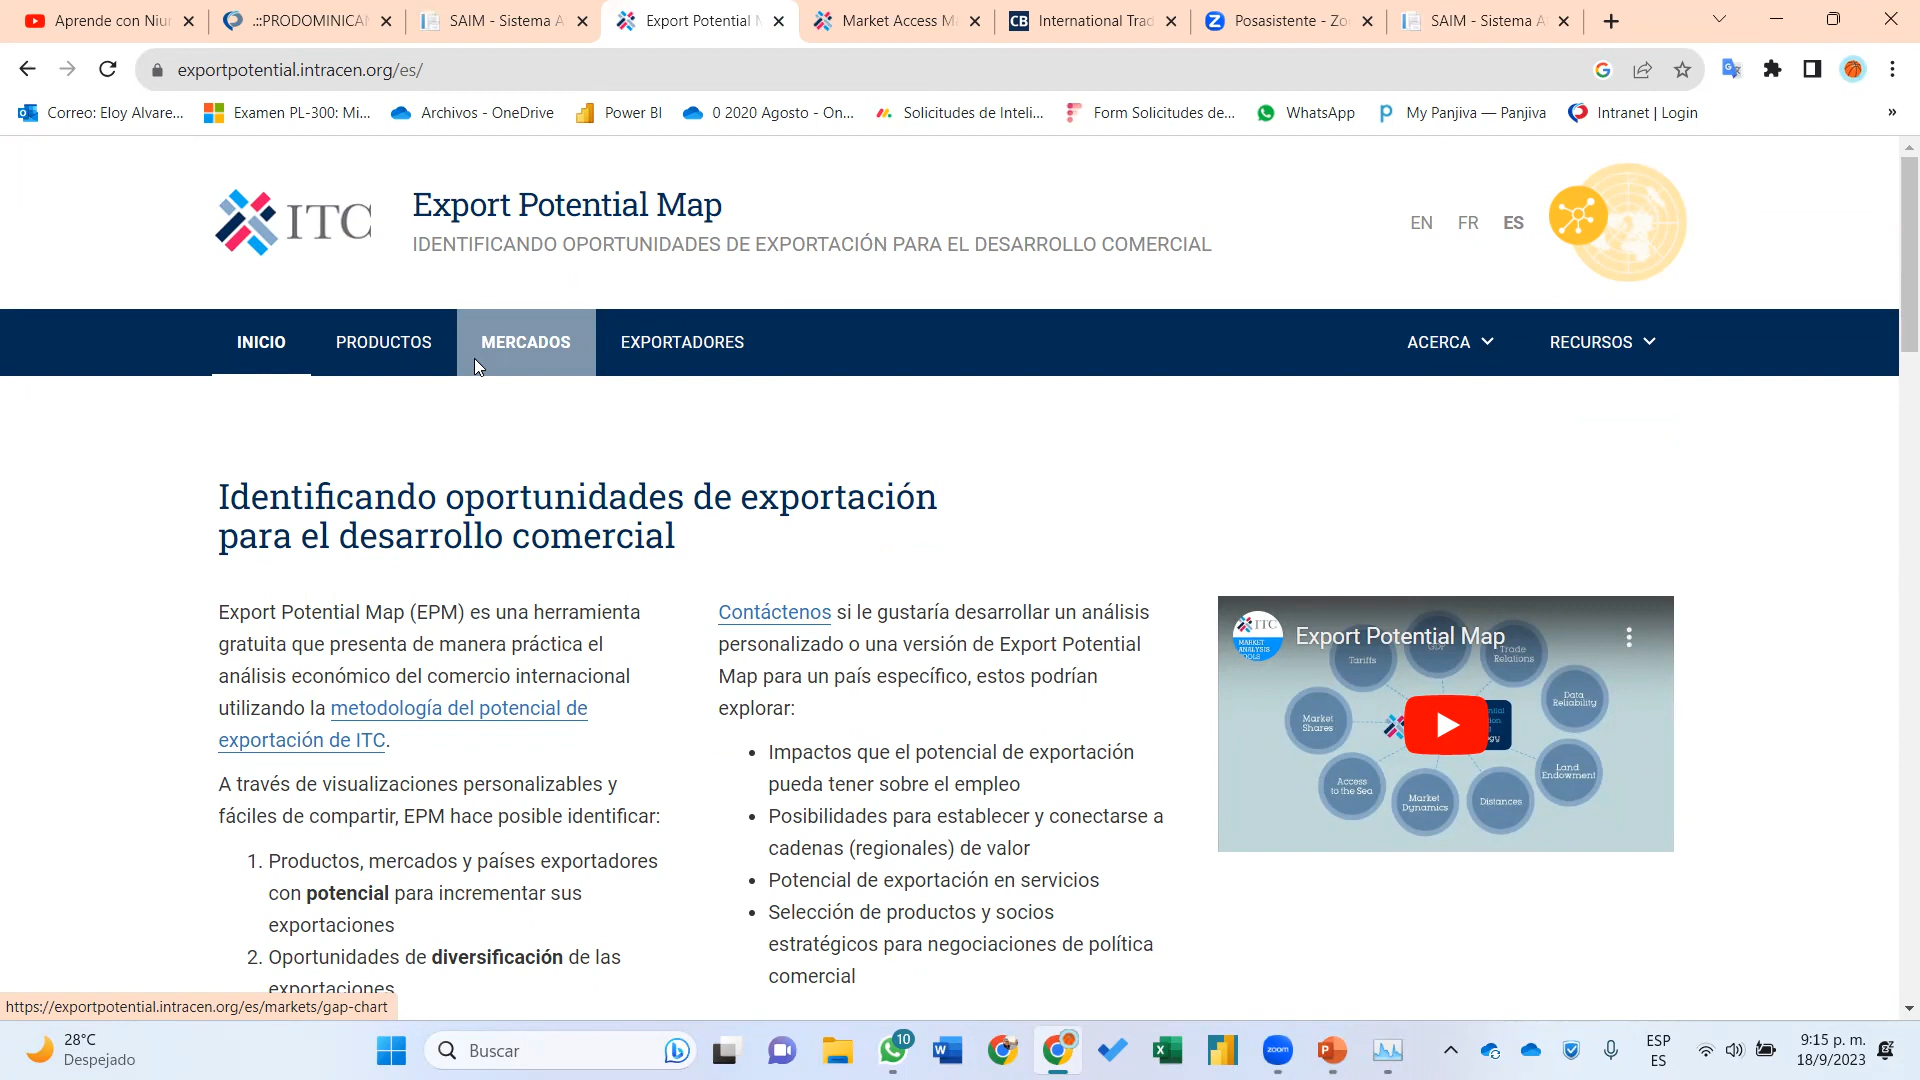 Aprende con Niu
.::PRODOMINICA
SAIM - Sistema A
Export Potential M
Market Access M
International Trad
Posasistente - Zo
SAIM - Sistema A
exportpotential.intracen.org/es/
Correo: Eloy Alvare...
Examen PL-300: Mi...
Archivos - OneDrive
Power BI
0 2020 Agosto - On...
Solicitudes de Inteli...
Form Solicitudes de...
WhatsApp
My Panjiva — Panjiva
Intranet | Login
»
ITC
Export Potential Map
IDENTIFICANDO OPORTUNIDADES DE EXPORTACIÓN PARA EL DESARROLLO COMERCIAL
EN FR ES
INICIO PRODUCTOS MERCADOS EXPORTADORES ACERCA RECURSOS
Identificando oportunidades de exportación
para el desarrollo comercial
Export Potential Map (EPM) es una herramienta
gratuita que presenta de manera práctica el
análisis económico del comercio internacional
utilizando la metodología del potencial de
exportación de ITC.
A través de visualizaciones personalizables y
fáciles de compartir, EPM hace posible identificar:
1. Productos, mercados y países exportadores
con potencial para incrementar sus
exportaciones
2. Oportunidades de diversificación de las
exportaciones
Contáctenos si le gustaría desarrollar un análisis
personalizado o una versión de Export Potential
Map para un país específico, estos podrían
explorar:
• Impactos que el potencial de exportación
pueda tener sobre el empleo
• Posibilidades para establecer y conectarse a
cadenas (regionales) de valor
• Potencial de exportación en servicios
• Selección de productos y socios
estratégicos para negociaciones de política
comercial
ITC
MARKET
ANALYSIS
TOOLS
Export Potential Map
Tariffs
GDP
Trade
Relations
Data
Reliability
Market
Shares
Land
Endowment
Access
to the Sea
Market
Dynamics
Distances
https://exportpotential.intracen.org/es/markets/gap-chart
28°C
Despejado
Buscar
10
zoom
ESP
ES
9:15 p. m.
18/9/2023